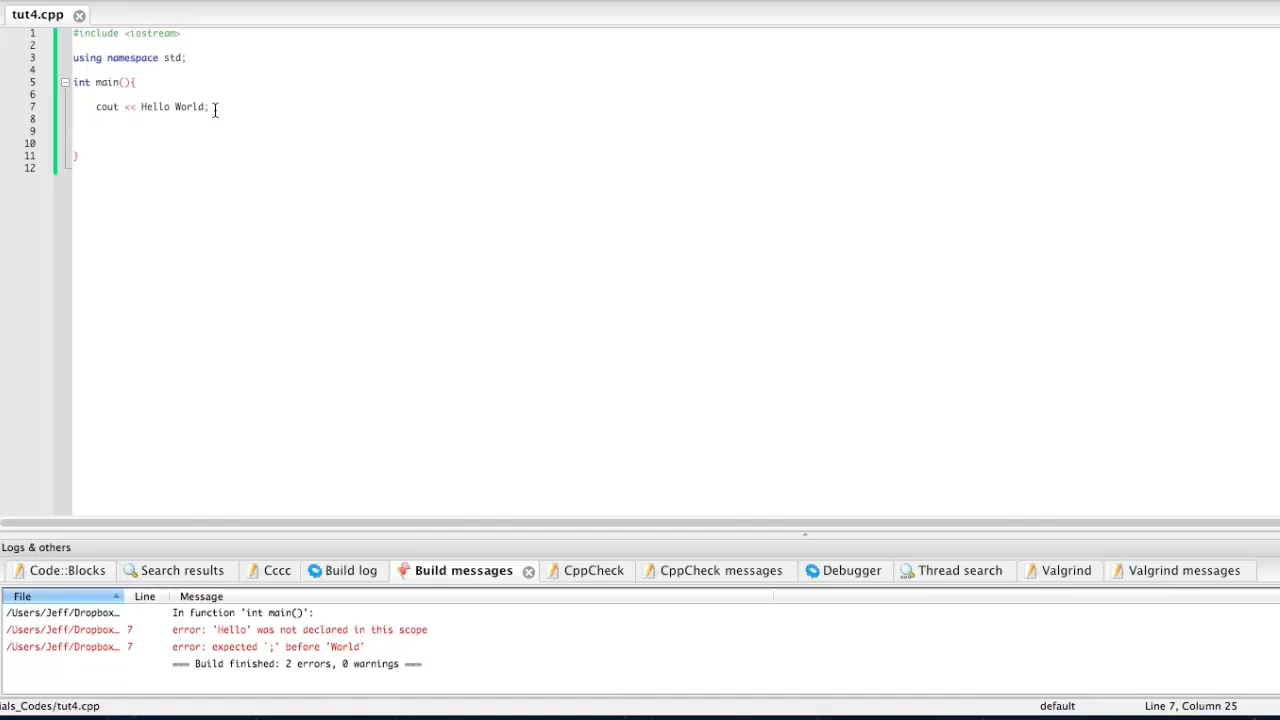 tut4.cpp
1 #include <iostream>
2
3 using namespace std;
4
5 int main(){
6
7 cout << Hello World;
8
9
10
11 }
12
Logs & others
Code::Blocks Search results Cccc Build log Build messages CppCheck CppCheck messages Debugger Thread search Valgrind Valgrind messages
File Line Message
/Users/Jeff/Dropbox… In function 'int main()':
/Users/Jeff/Dropbox… 7 error: 'Hello' was not declared in this scope
/Users/Jeff/Dropbox… 7 error: expected `;' before 'World'
=== Build finished: 2 errors, 0 warnings ===
ials_Codes/tut4.cpp default Line 7, Column 25